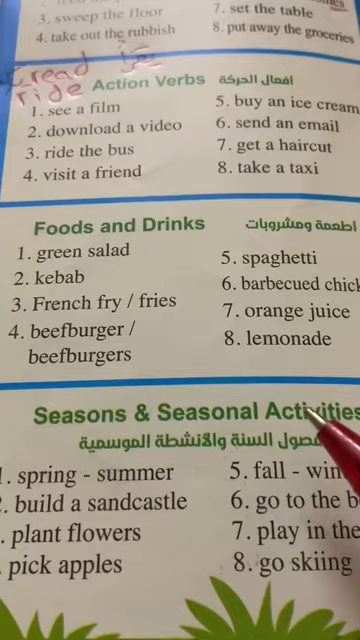 3. sweep the floor 7. set the table
4. take out the rubbish 8. put away the groceries
read
ride
Action Verbs افعال الحركة
1. see a film 5. buy an ice cream
2. download a video 6. send an email
3. ride the bus 7. get a haircut
4. visit a friend 8. take a taxi
Foods and Drinks اطعمة ومشروبات
1. green salad 5. spaghetti
2. kebab 6. barbecued chick
3. French fry / fries 7. orange juice
4. beefburger / 8. lemonade
beefburgers
Seasons & Seasonal Activities
فصول السنة والأنشطة الموسمية
1. spring - summer 5. fall - win
. build a sandcastle 6. go to the b
. plant flowers 7. play in the
pick apples 8. go skiing